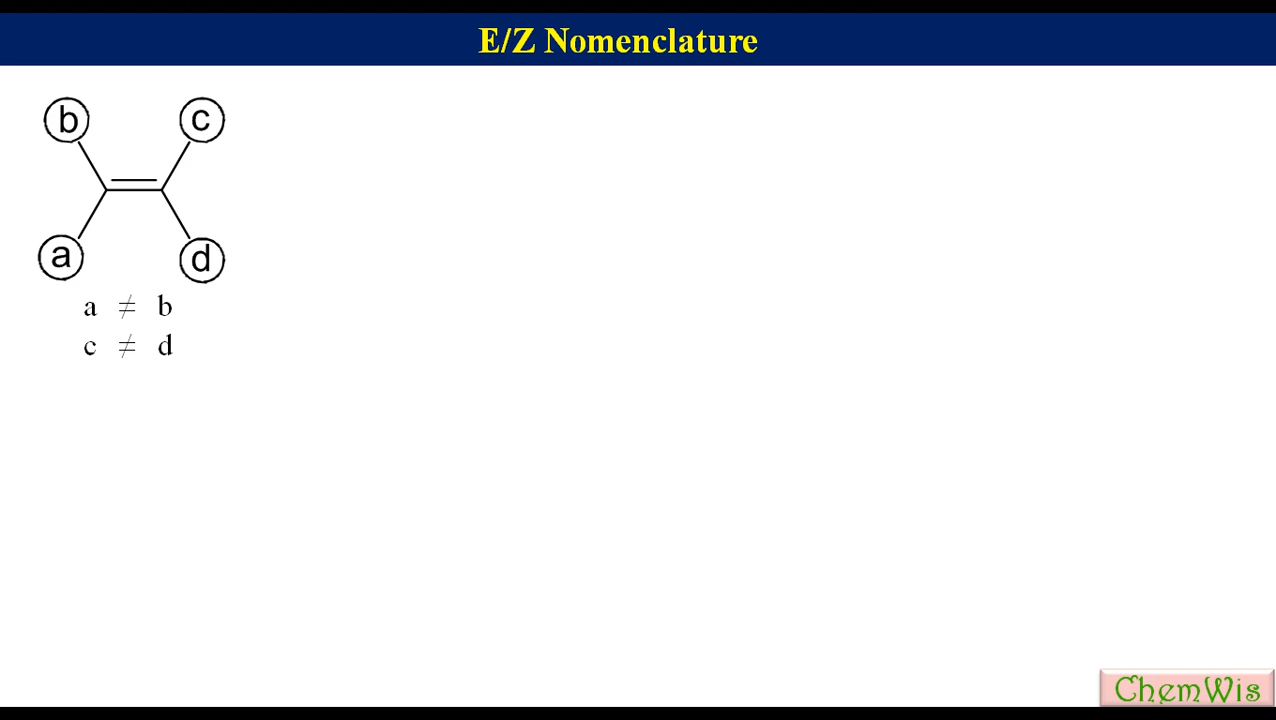 E/Z Nomenclature
b c
a d
a ≠ b
c ≠ d
ChemWis